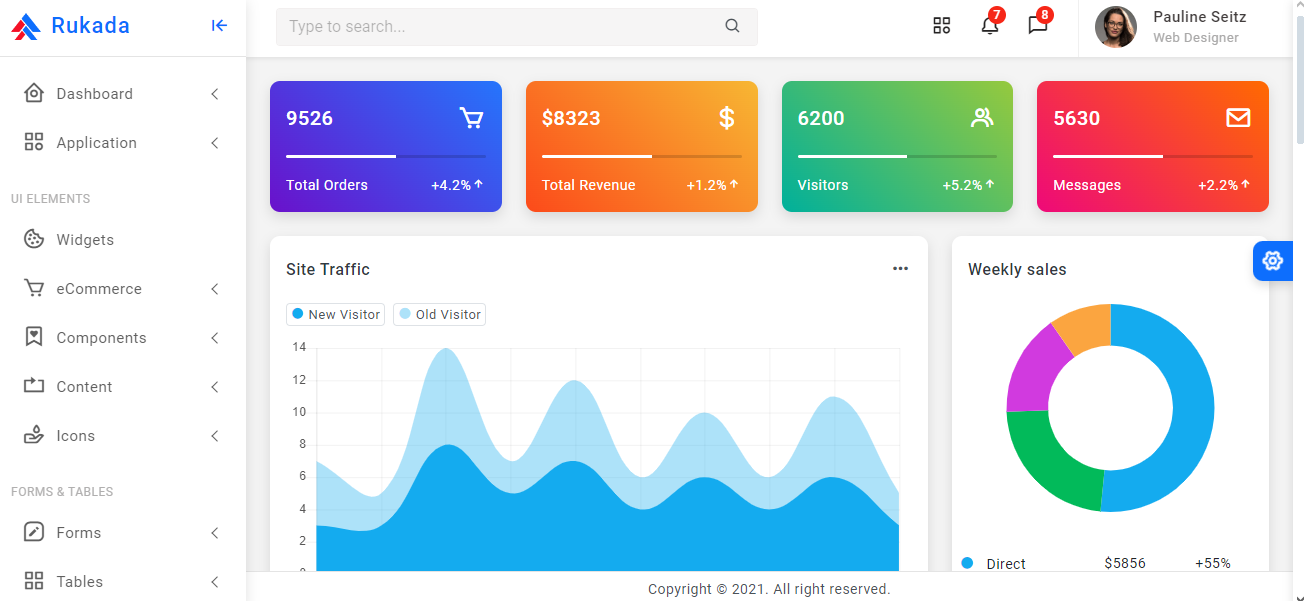 Rukada
Type to search...
7
8
Pauline Seitz
Web Designer
Dashboard
Application
UI ELEMENTS
Widgets
eCommerce
Components
Content
Icons
FORMS & TABLES
Forms
Tables
9526
Total Orders +4.2%
$8323
Total Revenue +1.2%
6200
Visitors +5.2%
5630
Messages +2.2%
Site Traffic
New Visitor Old Visitor
14
12
10
8
6
4
2
Weekly sales
Direct $5856 +55%
Copyright © 2021. All right reserved.